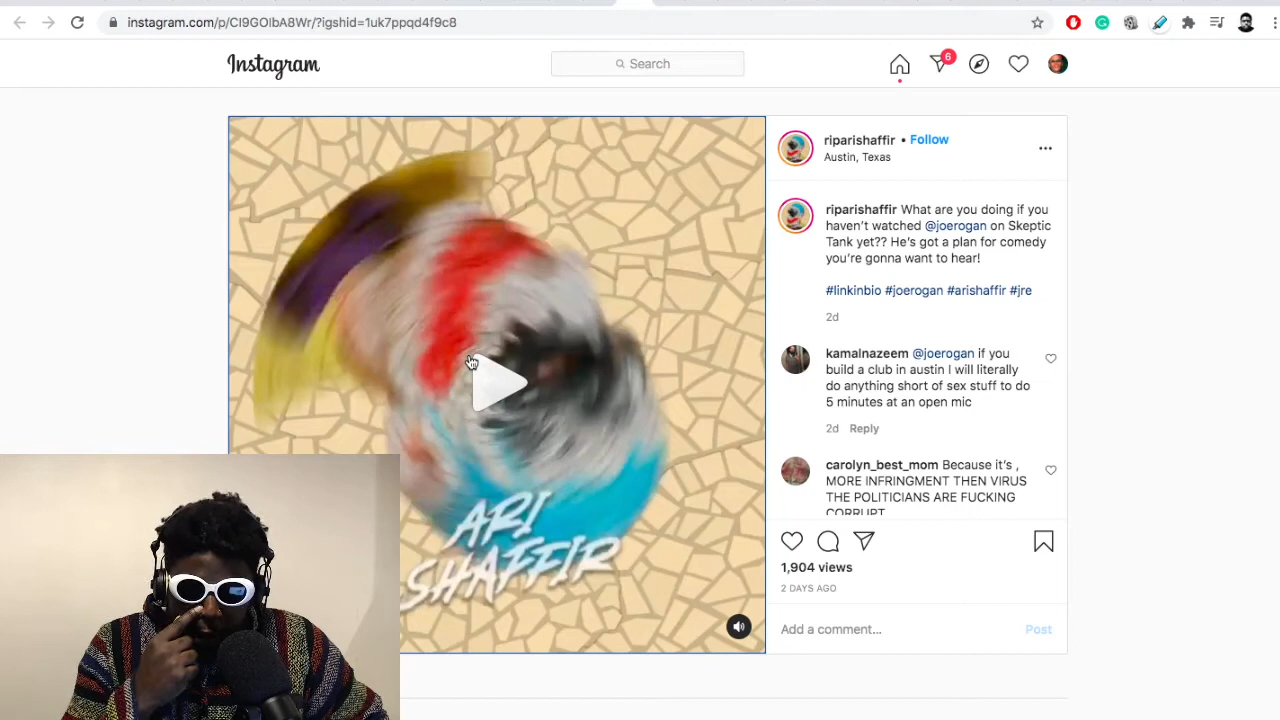 instagram.com/p/CI9GOIbA8Wr/?igshid=1uk7ppqd4f9c8
Instagram
Search
6
riparishaffir • Follow
Austin, Texas
riparishaffir What are you doing if you
haven't watched @joerogan on Skeptic
Tank yet?? He's got a plan for comedy
you're gonna want to hear!
#linkinbio #joerogan #arishaffir #jre
2d
kamalnazeem @joerogan if you
build a club in austin I will literally
do anything short of sex stuff to do
5 minutes at an open mic
2d Reply
carolyn_best_mom Because it's ,
MORE INFRINGMENT THEN VIRUS
THE POLITICIANS ARE FUCKING
CORRUPT
1,904 views
2 DAYS AGO
Add a comment... Post
ARI
SHAFFIR